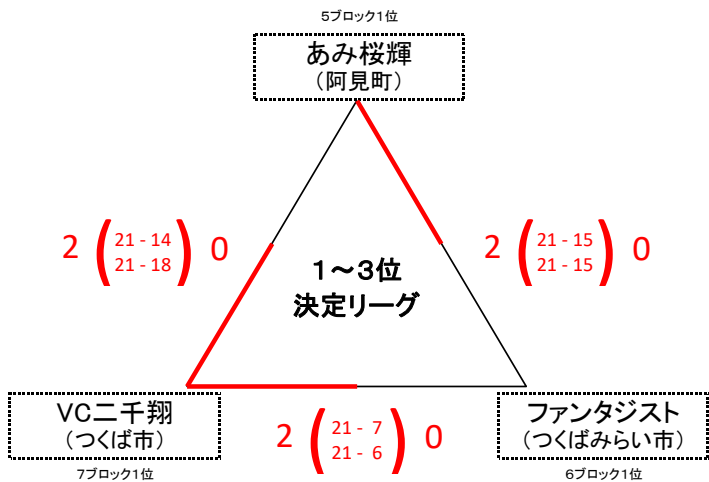 5ブロック1位
あみ桜輝
（阿見町）
2 ( 21 - 14 ) 0
21 - 18
2 ( 21 - 15 ) 0
21 - 15
１～３位
決定リーグ
VC二千翔
（つくば市）
7ブロック1位
2 ( 21 - 7 ) 0
21 - 6
ファンタジスト
（つくばみらい市）
6ブロック1位